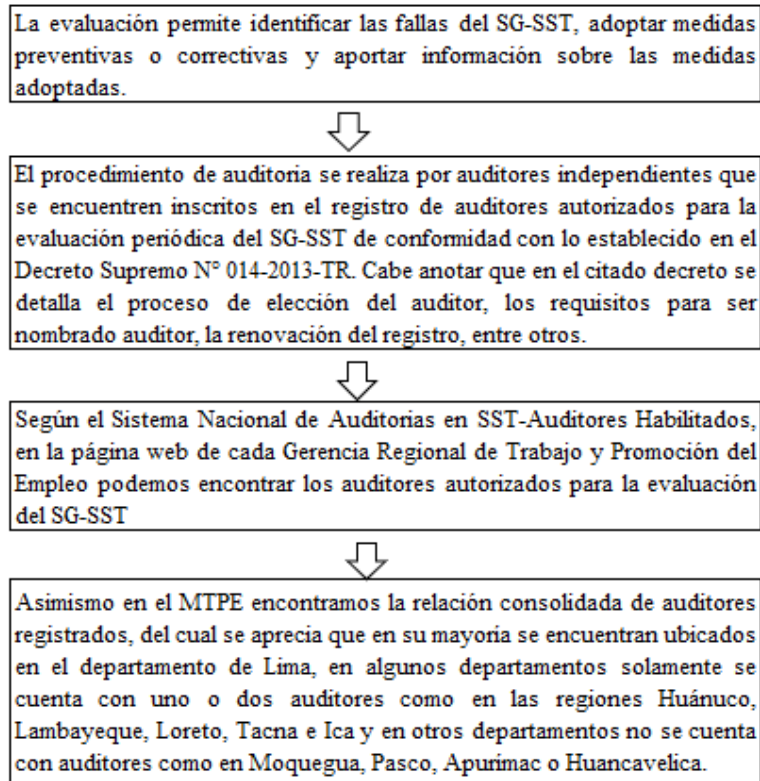 La evaluación permite identificar las fallas del SG-SST, adoptar medidas
preventivas o correctivas y aportar información sobre las medidas
adoptadas.
El procedimiento de auditoria se realiza por auditores independientes que
se encuentren inscritos en el registro de auditores autorizados para la
evaluación periódica del SG-SST de conformidad con lo establecido en el
Decreto Supremo N° 014-2013-TR. Cabe anotar que en el citado decreto se
detalla el proceso de elección del auditor, los requisitos para ser
nombrado auditor, la renovación del registro, entre otros.
Según el Sistema Nacional de Auditorias en SST-Auditores Habilitados,
en la página web de cada Gerencia Regional de Trabajo y Promoción del
Empleo podemos encontrar los auditores autorizados para la evaluación
del SG-SST
Asimismo en el MTPE encontramos la relación consolidada de auditores
registrados, del cual se aprecia que en su mayoría se encuentran ubicados
en el departamento de Lima, en algunos departamentos solamente se
cuenta con uno o dos auditores como en las regiones Huánuco,
Lambayeque, Loreto, Tacna e Ica y en otros departamentos no se cuenta
con auditores como en Moquegua, Pasco, Apurímac o Huancavelica.